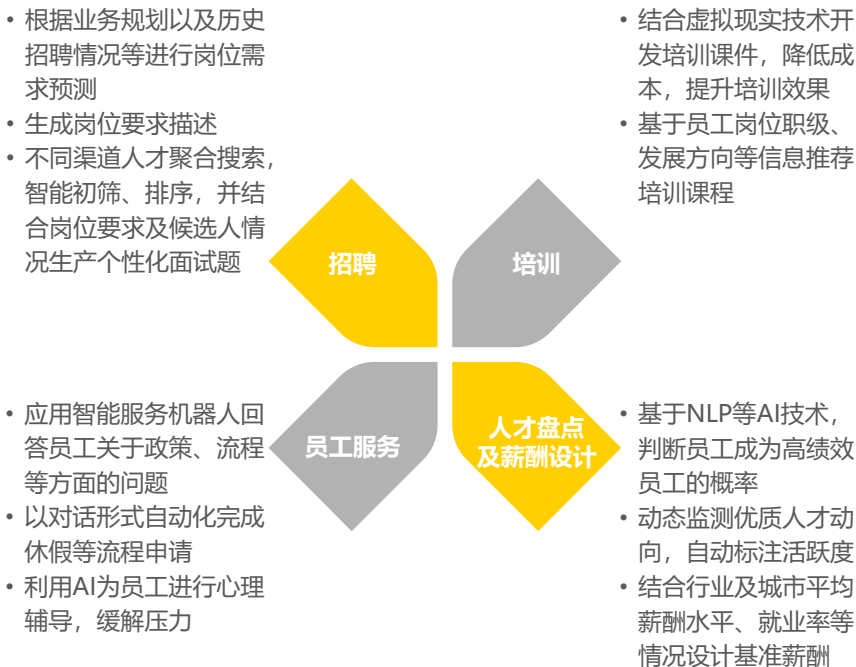 • 根据业务规划以及历史
招聘情况等进行岗位需
求预测
• 生成岗位要求描述
• 不同渠道人才聚合搜索，
智能初筛、排序，并结
合岗位要求及候选人情
况生产个性化面试题
• 结合虚拟现实技术开
发培训课件，降低成
本，提升培训效果
• 基于员工岗位职级、
发展方向等信息推荐
培训课程
招聘
培训
员工服务
人才盘点
及薪酬设计
• 应用智能服务机器人回
答员工关于政策、流程
等方面的问题
• 以对话形式自动化完成
休假等流程申请
• 利用AI为员工进行心理
辅导，缓解压力
• 基于NLP等AI技术，
判断员工成为高绩效
员工的概率
• 动态监测优质人才动
向，自动标注活跃度
• 结合行业及城市平均
薪酬水平、就业率等
情况设计基准薪酬